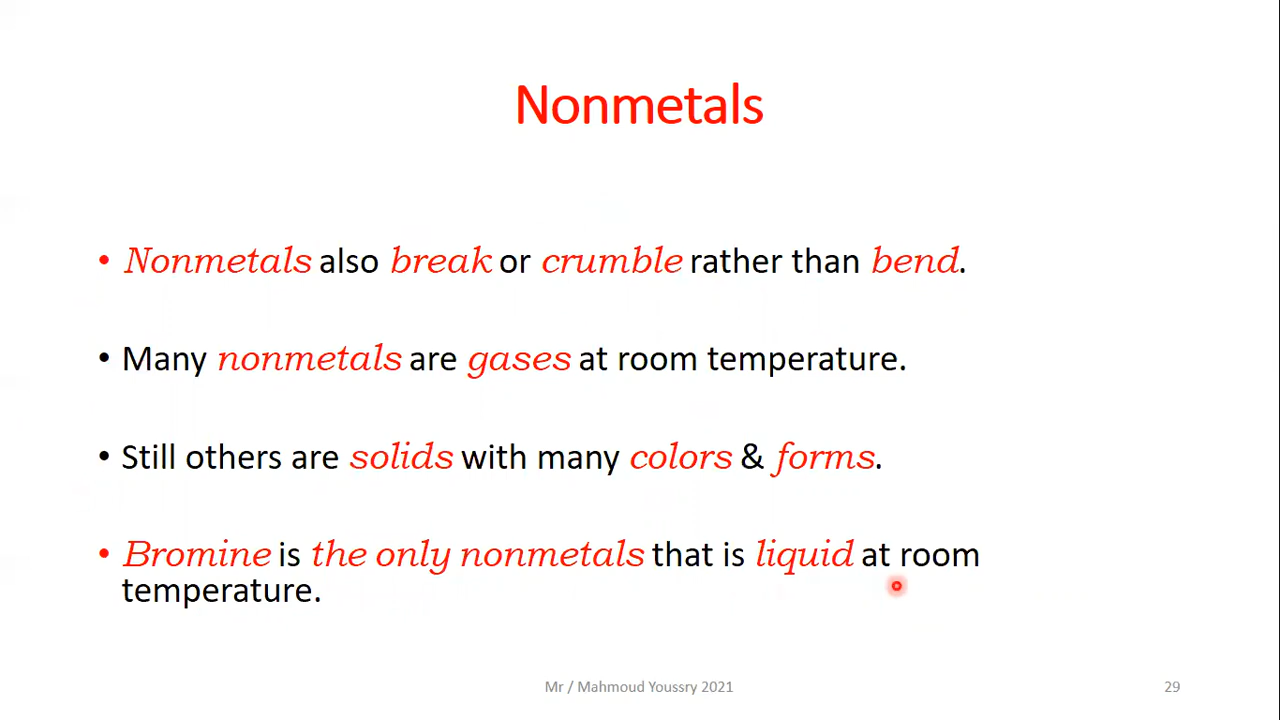 Nonmetals
• Nonmetals also break or crumble rather than bend.
• Many nonmetals are gases at room temperature.
• Still others are solids with many colors & forms.
• Bromine is the only nonmetals that is liquid at room
temperature.
Mr / Mahmoud Youssry 2021
29